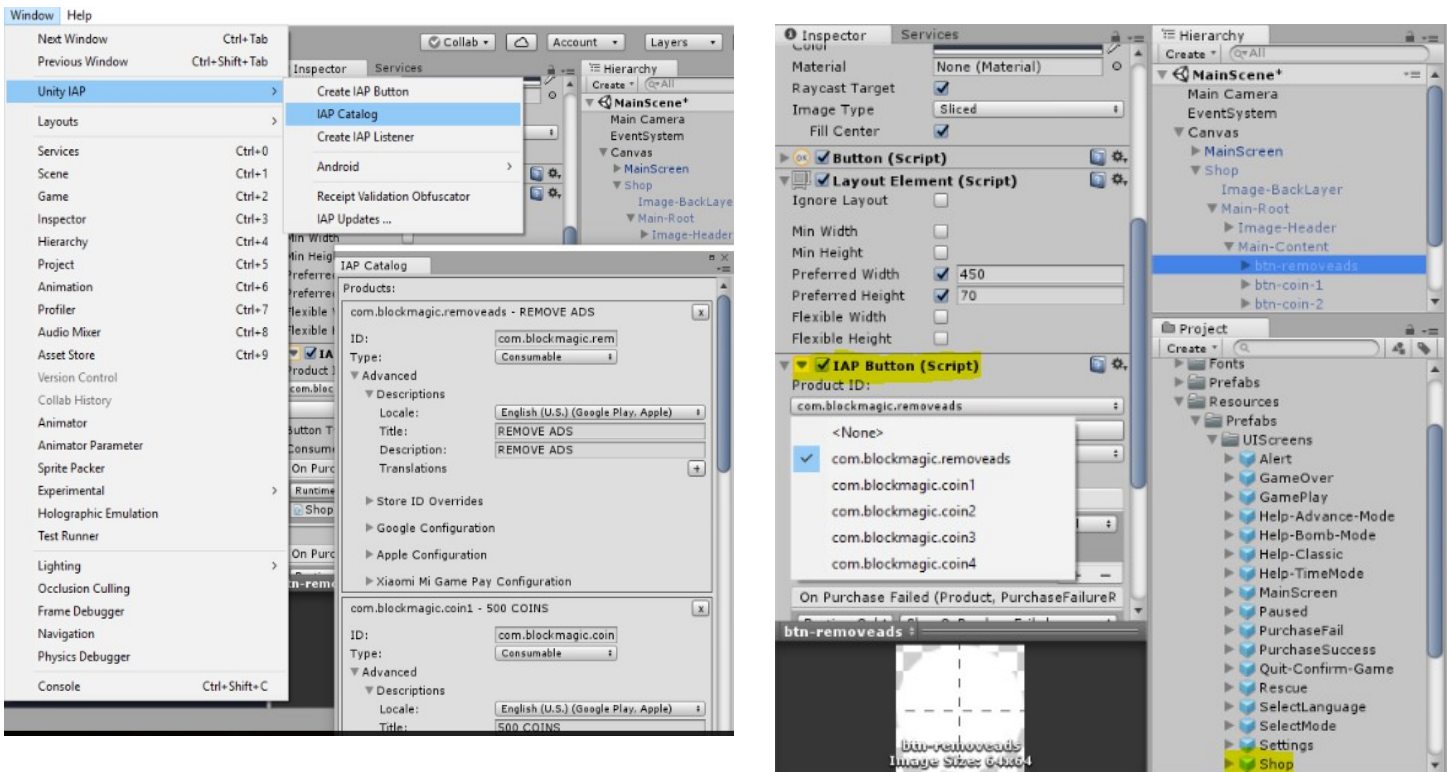 Window Help
Next Window Ctrl+Tab
Previous Window Ctrl+Shift+Tab
Unity IAP
Layouts
Services Ctrl+0
Scene Ctrl+1
Game Ctrl+2
Inspector Ctrl+3
Hierarchy Ctrl+4
Project Ctrl+5
Animation Ctrl+6
Profiler Ctrl+7
Audio Mixer Ctrl+8
Asset Store Ctrl+9
Version Control
Collab History
Animator
Animator Parameter
Sprite Packer
Experimental
Holographic Emulation
Test Runner
Lighting
Occlusion Culling
Frame Debugger
Navigation
Physics Debugger
Console Ctrl+Shift+C
Collab Account Layers
Inspector Services
Create IAP Button
IAP Catalog
Create IAP Listener
Android
Receipt Validation Obfuscator
IAP Updates ...
Hierarchy
Create All
MainScene*
Main Camera
EventSystem
Canvas
MainScreen
Shop
Image-BackLaye
Main-Root
Image-Header
Min Width
IAP Catalog
Products:
com.blockmagic.removeads - REMOVE ADS x
ID: com.blockmagic.rem
Type: Consumable
Advanced
Descriptions
Locale: English (U.S.) (Google Play, Apple)
Title: REMOVE ADS
Description: REMOVE ADS
Translations +
Store ID Overrides
Google Configuration
Apple Configuration
Xiaomi Mi Game Pay Configuration
com.blockmagic.coin1 - 500 COINS x
ID: com.blockmagic.coin
Type: Consumable
Advanced
Descriptions
Locale: English (U.S.) (Google Play, Apple)
Title: 500 COINS
Inspector Services
Color
Material None (Material)
Raycast Target
Image Type Sliced
Fill Center
Button (Script)
Layout Element (Script)
Ignore Layout
Min Width
Min Height
Preferred Width 450
Preferred Height 70
Flexible Width
Flexible Height
IAP Button (Script)
Product ID:
com.blockmagic.removeads
<None>
com.blockmagic.removeads
com.blockmagic.coin1
com.blockmagic.coin2
com.blockmagic.coin3
com.blockmagic.coin4
On Purchase Failed (Product, PurchaseFailureR
btn-removeads
btn-removeads
Image Size: 64x64
Hierarchy
Create All
MainScene*
Main Camera
EventSystem
Canvas
MainScreen
Shop
Image-BackLayer
Main-Root
Image-Header
Main-Content
btn-removeads
btn-coin-1
btn-coin-2
Project
Create
Fonts
Prefabs
Resources
Prefabs
UIScreens
Alert
GameOver
GamePlay
Help-Advance-Mode
Help-Bomb-Mode
Help-Classic
Help-TimeMode
MainScreen
Paused
PurchaseFail
PurchaseSuccess
Quit-Confirm-Game
Rescue
SelectLanguage
SelectMode
Settings
Shop